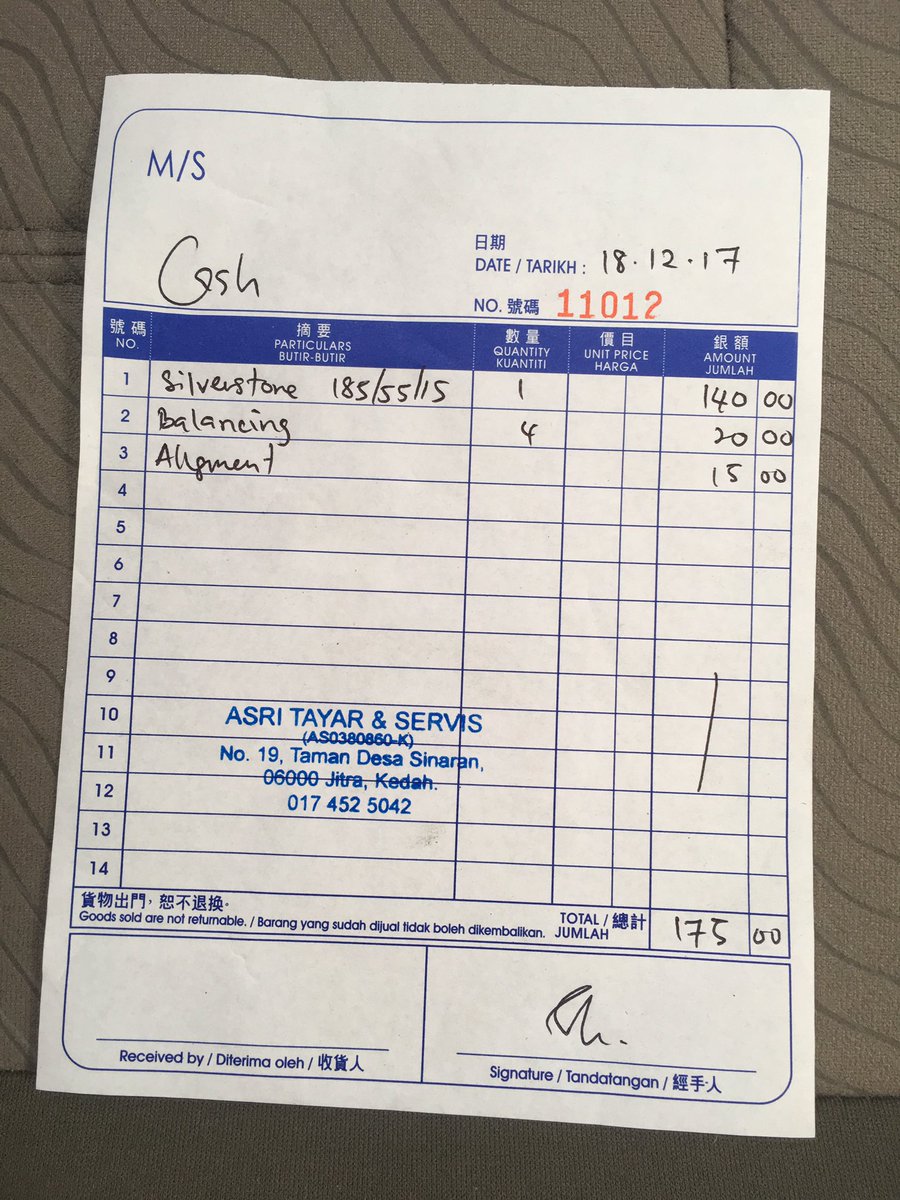 M/S
Cash
日期
DATE / TARIKH : 18.12.17
NO. 號碼 11012
號碼 摘要 數量 價目 銀額
NO. PARTICULARS QUANTITY UNIT PRICE AMOUNT
BUTIR-BUTIR KUANTITI HARGA JUMLAH
1 Silverstone 185/55/15 1 140 00
2 Balancing 4 20 00
3 Aligment 15 00
4
5
6
7
8
9
10
11
12
13
14
ASRI TAYAR & SERVIS
(AS0380860-K)
No. 19, Taman Desa Sinaran,
06000 Jitra, Kedah.
017 452 5042
貨物出門，恕不退換。
Goods sold are not returnable. / Barang yang sudah dijual tidak boleh dikembalikan.
TOTAL / 總計
JUMLAH
175 00
Received by / Diterima oleh / 收貨人
Signature / Tandatangan / 經手人